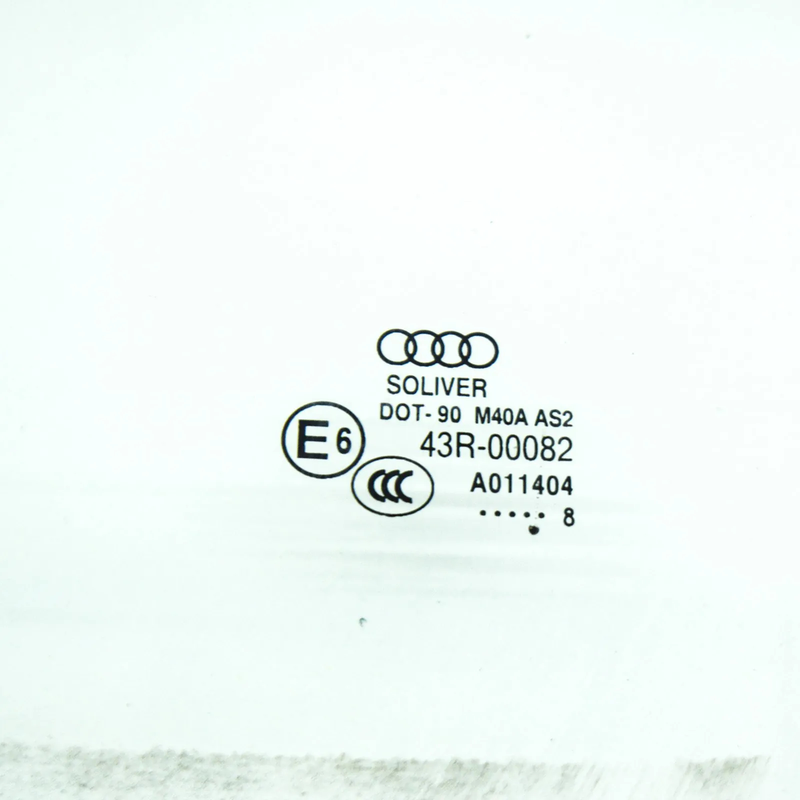 SOLIVER
DOT-90 M40A AS2
E6
43R-00082
CCC
A011404
..... 8